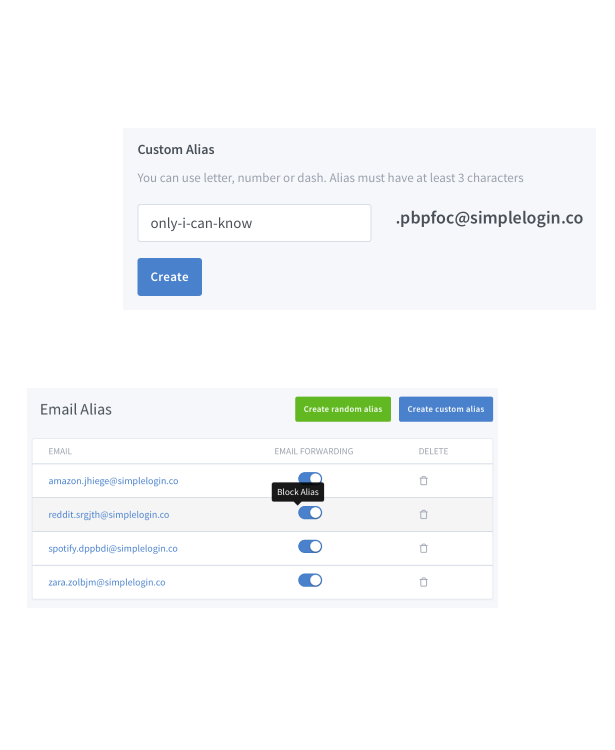 Custom Alias
You can use letter, number or dash. Alias must have at least 3 characters
only-i-can-know .pbpfoc@simplelogin.co
Create
Email Alias Create random alias Create custom alias
EMAIL EMAIL FORWARDING DELETE
amazon.jhiege@simplelogin.co
Block Alias
reddit.srgjth@simplelogin.co
spotify.dppbdi@simplelogin.co
zara.zolbjm@simplelogin.co